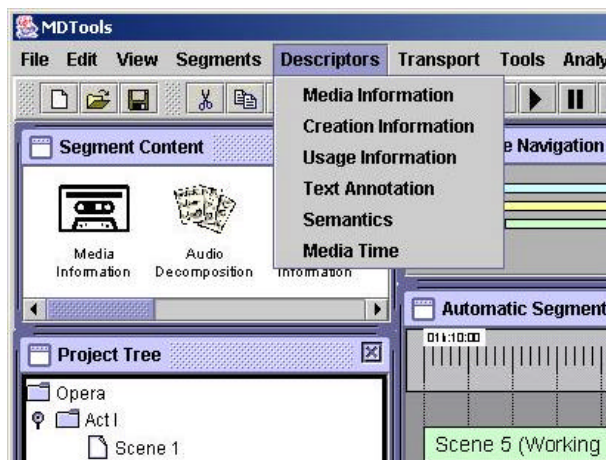 MDTools
File Edit View Segments Descriptors Transport Tools
Media Information
Creation Information
Usage Information
Text Annotation
Semantics
Media Time
Segment Content
Navigation
Media Information
Audio Decomposition
Information
Automatic Segment
01h:10:00
Project Tree
Opera
Act I
Scene 1
Scene 5 (Working